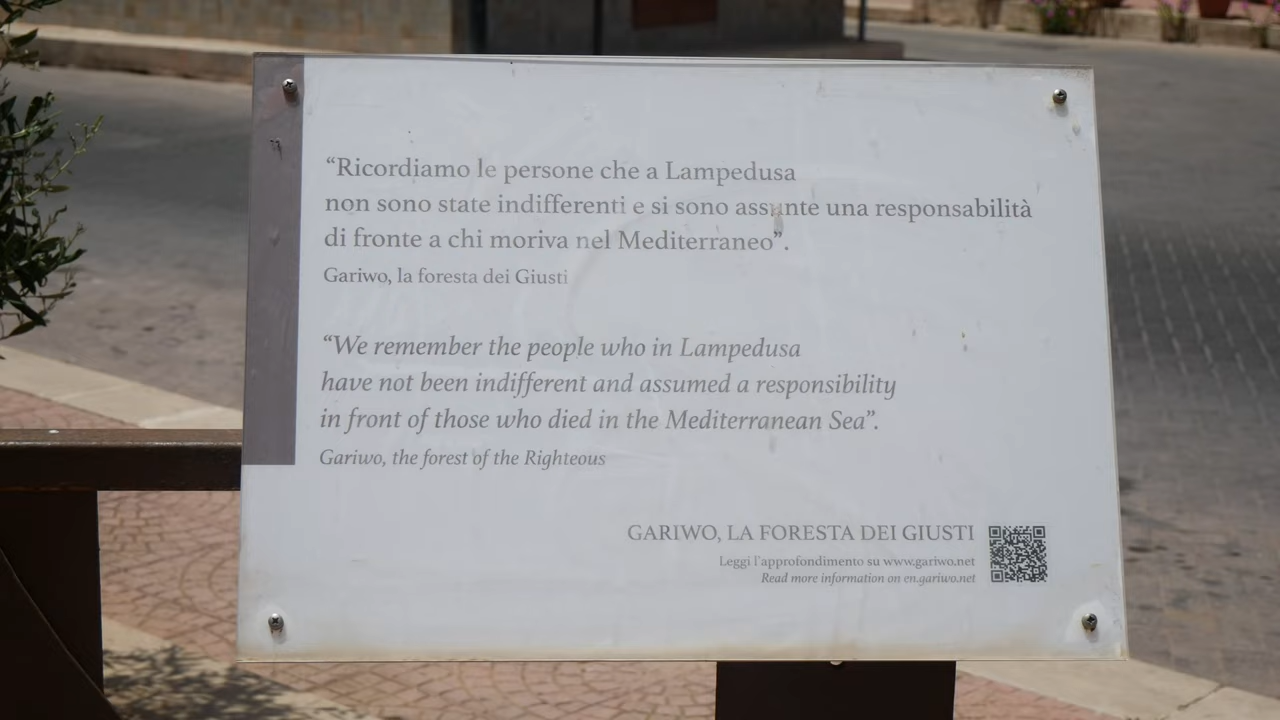 “Ricordiamo le persone che a Lampedusa
non sono state indifferenti e si sono assunte una responsabilità
di fronte a chi moriva nel Mediterraneo”.
Gariwo, la foresta dei Giusti
“We remember the people who in Lampedusa
have not been indifferent and assumed a responsibility
in front of those who died in the Mediterranean Sea”.
Gariwo, the forest of the Righteous
GARIWO, LA FORESTA DEI GIUSTI
Leggi l'approfondimento su www.gariwo.net
Read more information on en.gariwo.net